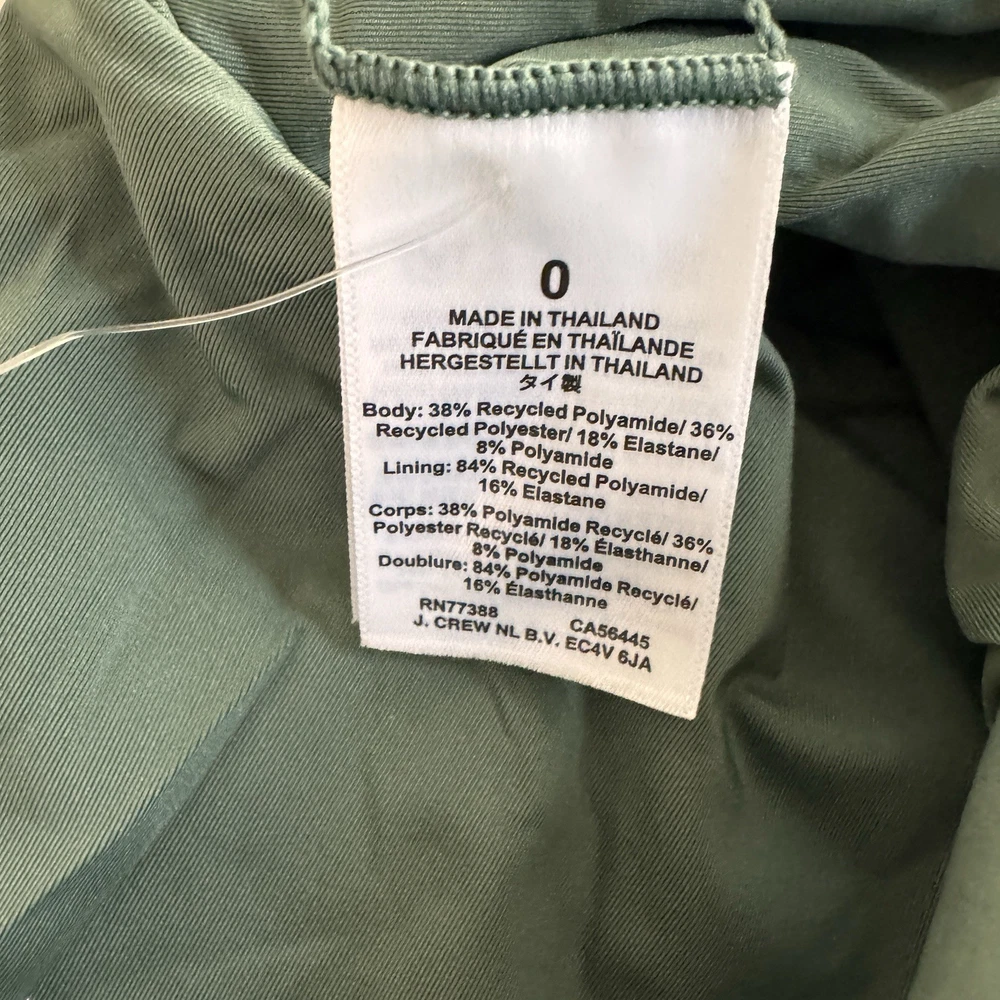 0
MADE IN THAILAND
FABRIQUÉ EN THAÏLANDE
HERGESTELLT IN THAILAND
タイ製
Body: 38% Recycled Polyamide/ 36%
Recycled Polyester/ 18% Elastane/
8% Polyamide
Lining: 84% Recycled Polyamide/
16% Elastane
Corps: 38% Polyamide Recyclé/ 36%
Polyester Recyclé/ 18% Élasthanne/
8% Polyamide
Doublure: 84% Polyamide Recyclé/
16% Élasthanne
RN77388 CA56445
J. CREW NL B.V. EC4V 6JA